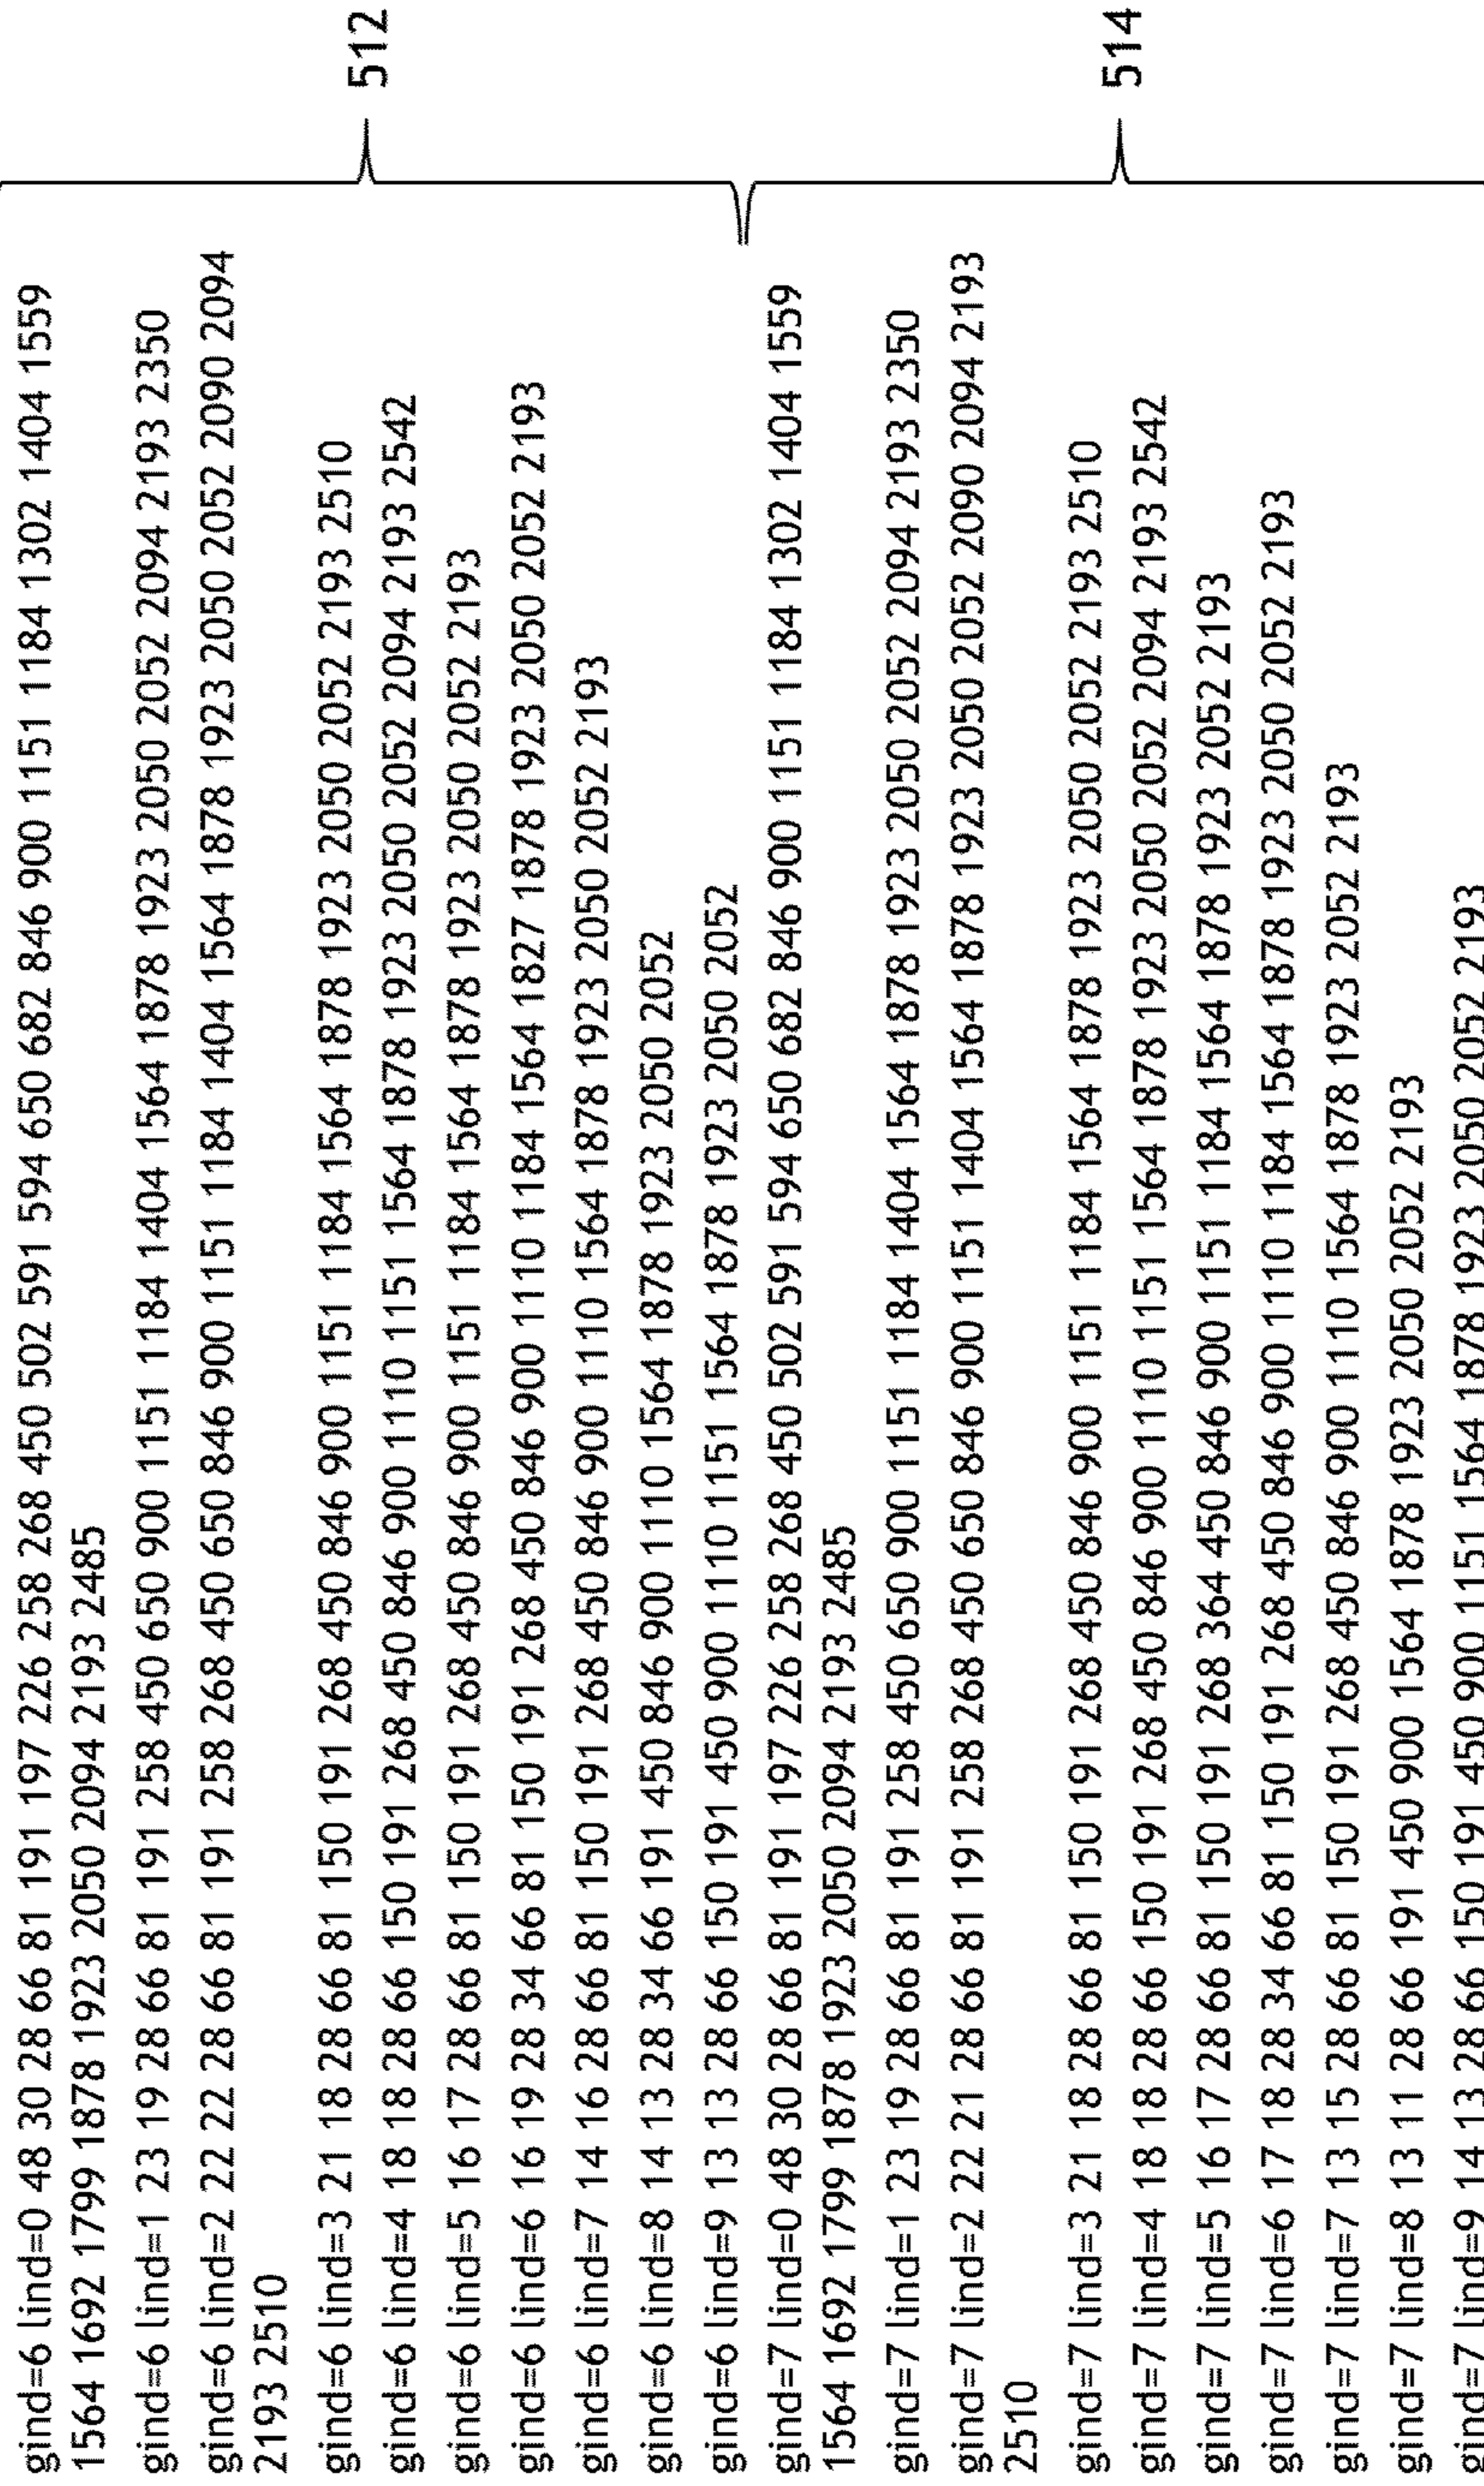 gind=6 lind=0 48 30 28 66 81 191 197 226 258 268 450 502 591 594 650 682 846 900 1151 1184 1302 1404 1559
1564 1692 1799 1878 1923 2050 2094 2193 2485
gind=6 lind=1 23 19 28 66 81 191 258 450 650 900 1151 1184 1404 1564 1878 1923 2050 2052 2094 2193 2350
gind=6 lind=2 22 22 28 66 81 191 258 268 450 650 846 900 1151 1184 1404 1564 1878 1923 2050 2052 2090 2094
2193 2510
gind=6 lind=3 21 18 28 66 81 150 191 268 450 846 900 1151 1184 1564 1878 1923 2050 2052 2193 2510
gind=6 lind=4 18 18 28 66 150 191 268 450 846 900 1110 1151 1564 1878 1923 2050 2052 2094 2193 2542
gind=6 lind=5 16 17 28 66 81 150 191 268 450 846 900 1151 1184 1564 1878 1923 2050 2052 2193
gind=6 lind=6 16 19 28 34 66 81 150 191 268 450 846 900 1110 1184 1564 1827 1878 1923 2050 2052 2193
gind=6 lind=7 14 16 28 66 81 150 191 268 450 846 900 1110 1564 1878 1923 2050 2052 2193
gind=6 lind=8 14 13 28 34 66 191 450 846 900 1110 1564 1878 1923 2050 2052
gind=6 lind=9 13 13 28 66 150 191 450 900 1110 1151 1564 1878 1923 2050 2052
512
gind=7 lind=0 48 30 28 66 81 191 197 226 258 268 450 502 591 594 650 682 846 900 1151 1184 1302 1404 1559
1564 1692 1799 1878 1923 2050 2094 2193 2485
gind=7 lind=1 23 19 28 66 81 191 258 450 650 900 1151 1184 1404 1564 1878 1923 2050 2052 2094 2193 2350
gind=7 lind=2 22 21 28 66 81 191 258 268 450 650 846 900 1151 1404 1564 1878 1923 2050 2052 2090 2094 2193
2510
gind=7 lind=3 21 18 28 66 81 150 191 268 450 846 900 1151 1184 1564 1878 1923 2050 2052 2193 2510
gind=7 lind=4 18 18 28 66 150 191 268 450 846 900 1110 1151 1564 1878 1923 2050 2052 2094 2193 2542
gind=7 lind=5 16 17 28 66 81 150 191 268 364 450 846 900 1151 1184 1564 1878 1923 2052 2193
gind=7 lind=6 17 18 28 34 66 81 150 191 268 450 846 900 1110 1184 1564 1878 1923 2050 2052 2193
gind=7 lind=7 13 15 28 66 81 150 191 268 450 846 900 1110 1564 1878 1923 2052 2193
gind=7 lind=8 13 11 28 66 191 450 900 1564 1878 1923 2050 2052 2193
gind=7 lind=9 14 13 28 66 150 191 450 900 1151 1564 1878 1923 2050 2052 2193
514